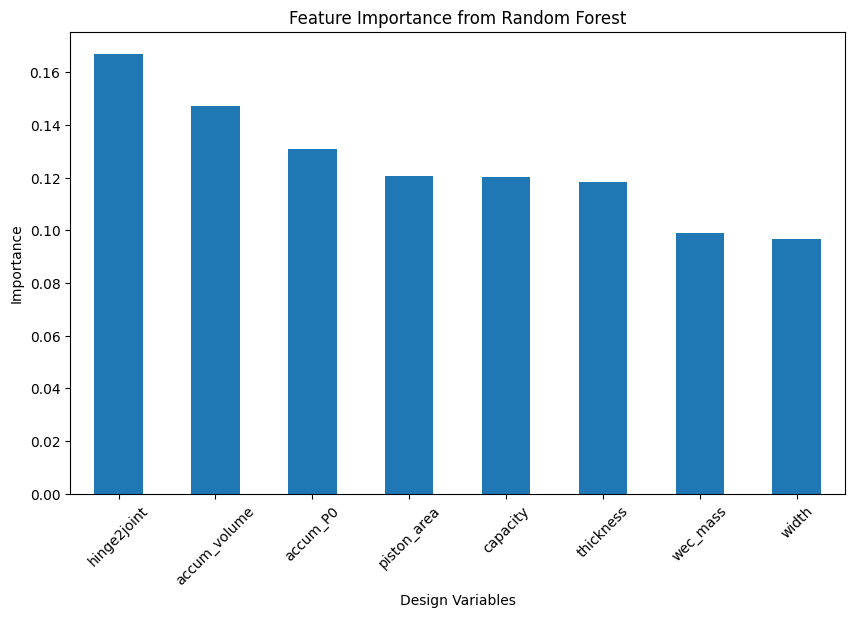 Feature Importance from Random Forest
Importance
0.16
0.14
0.12
0.10
0.08
0.06
0.04
0.02
0.00
hinge2joint
accum_volume
accum_P0
piston_area
capacity
thickness
wec_mass
width
Design Variables